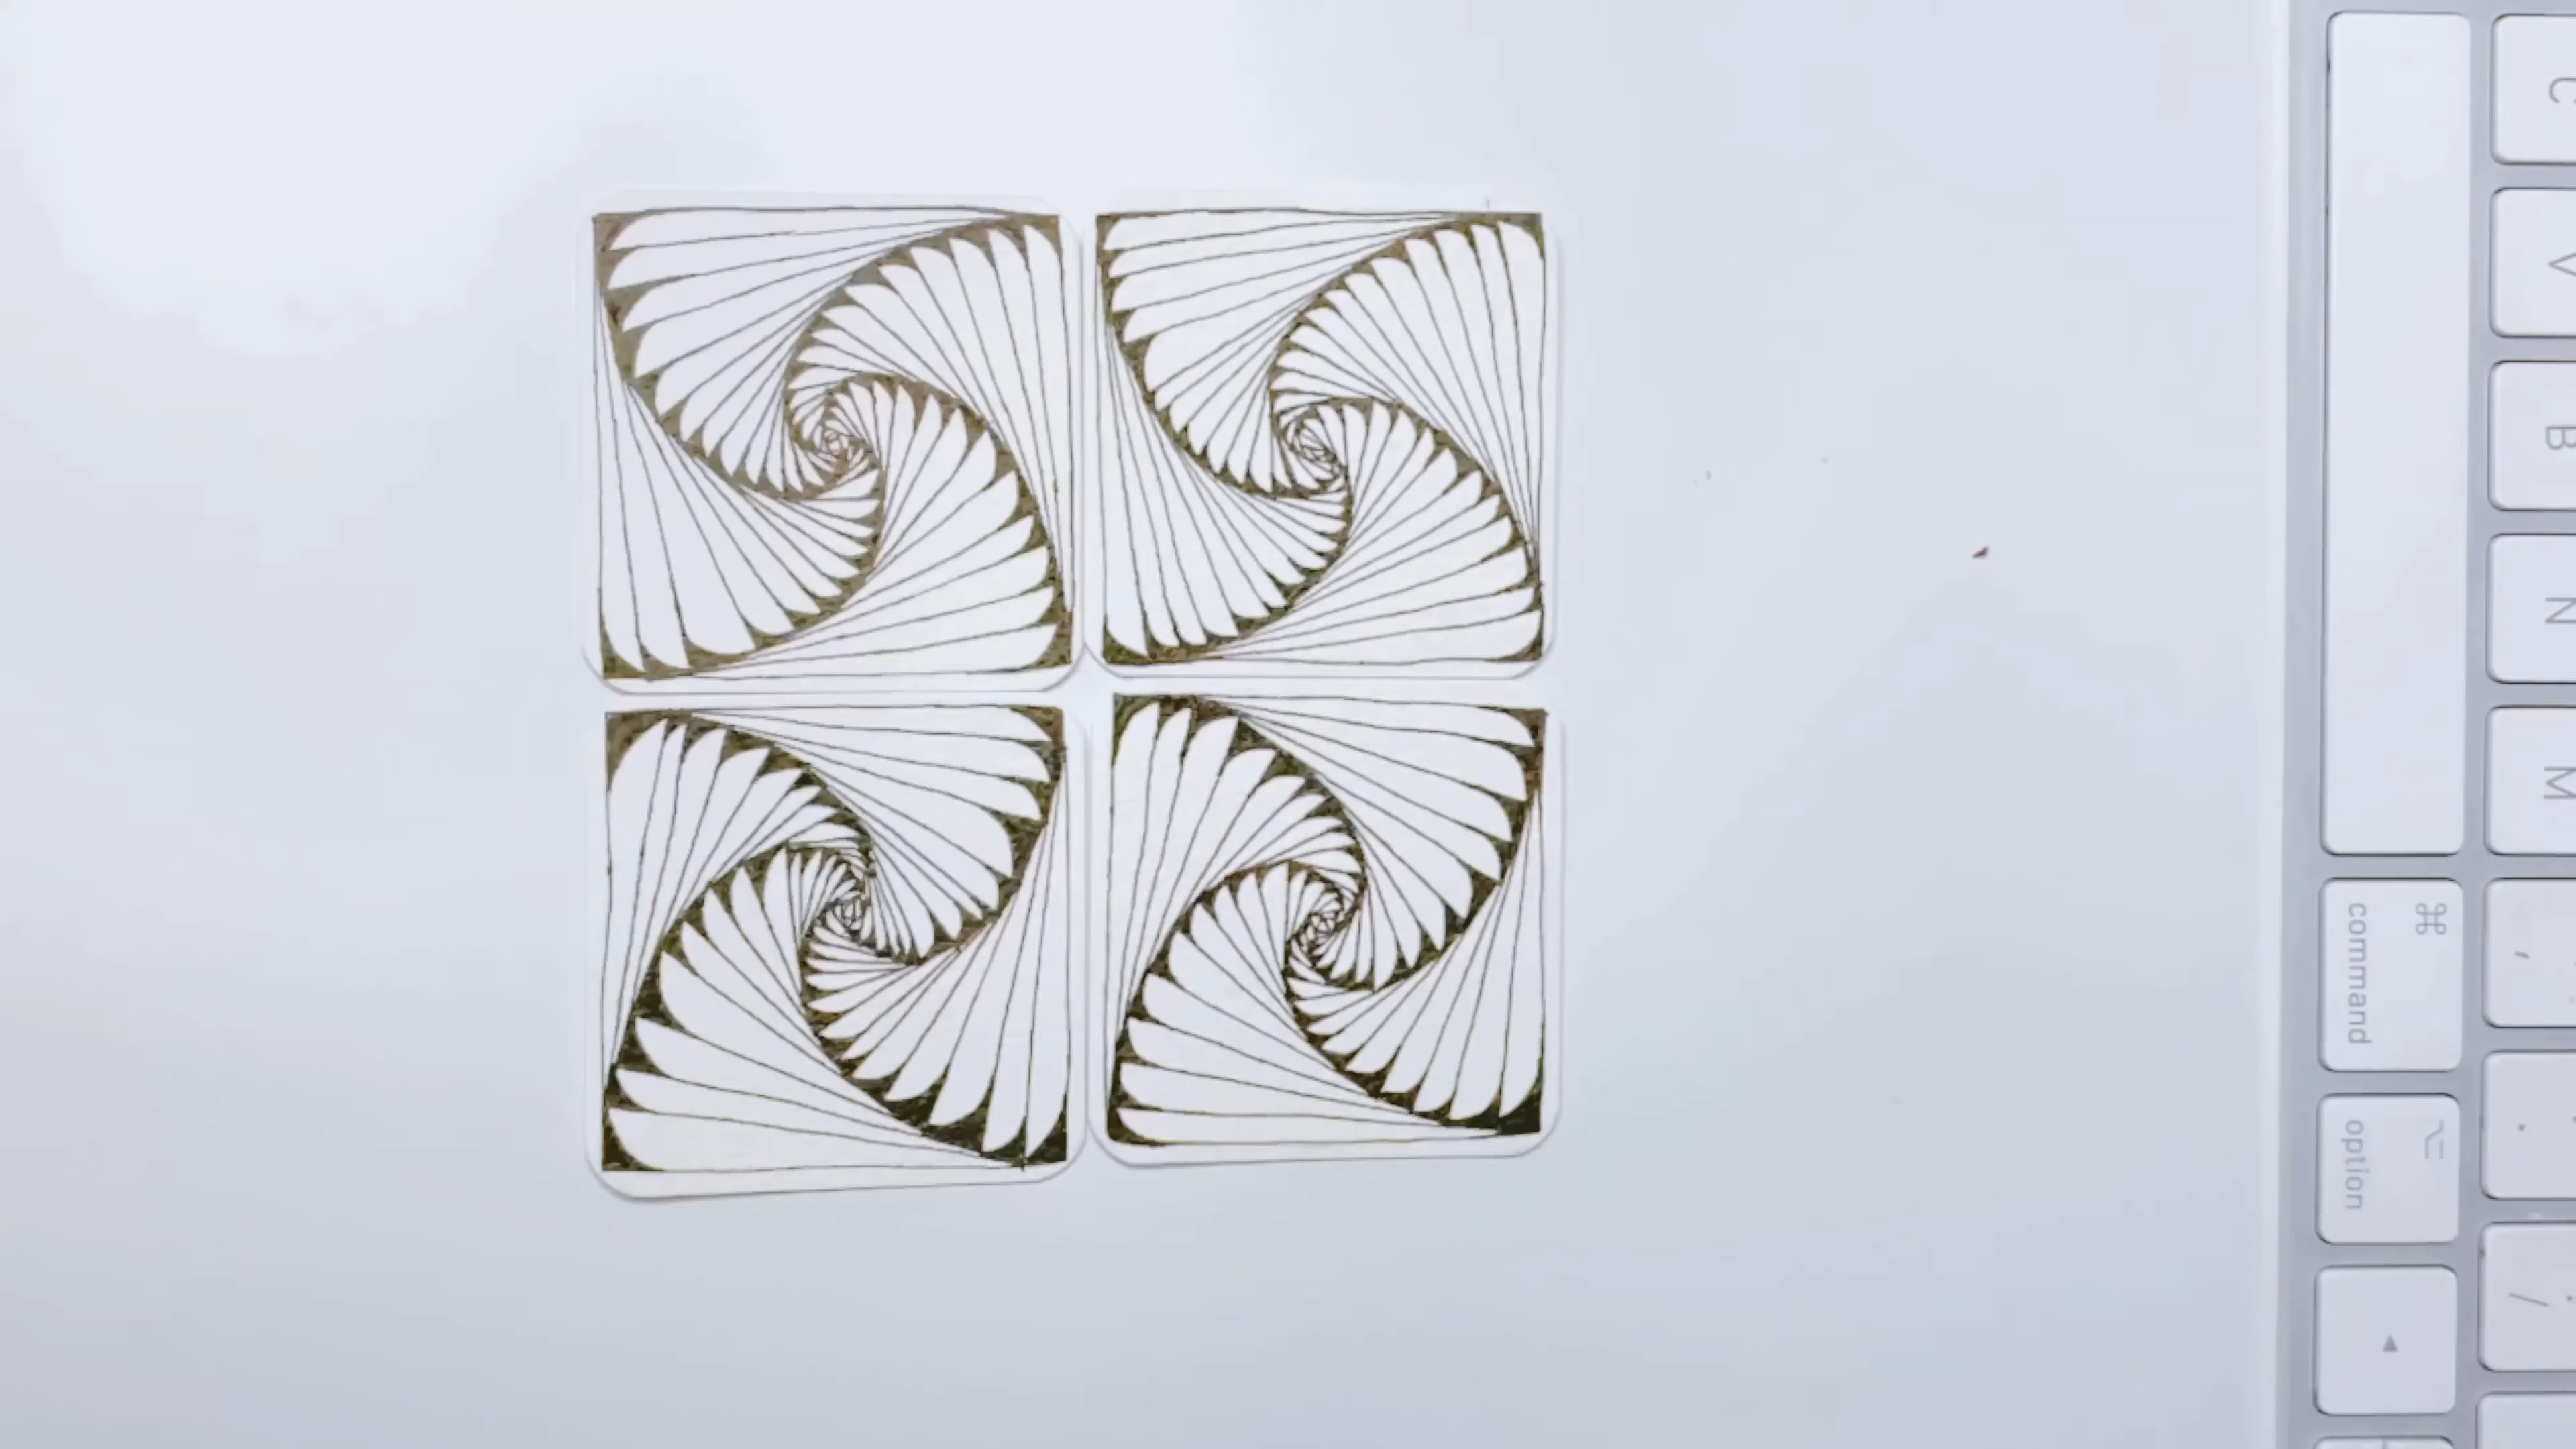 C
V
B
N
M
⌘
command
,
⌥
option
.
◂
/